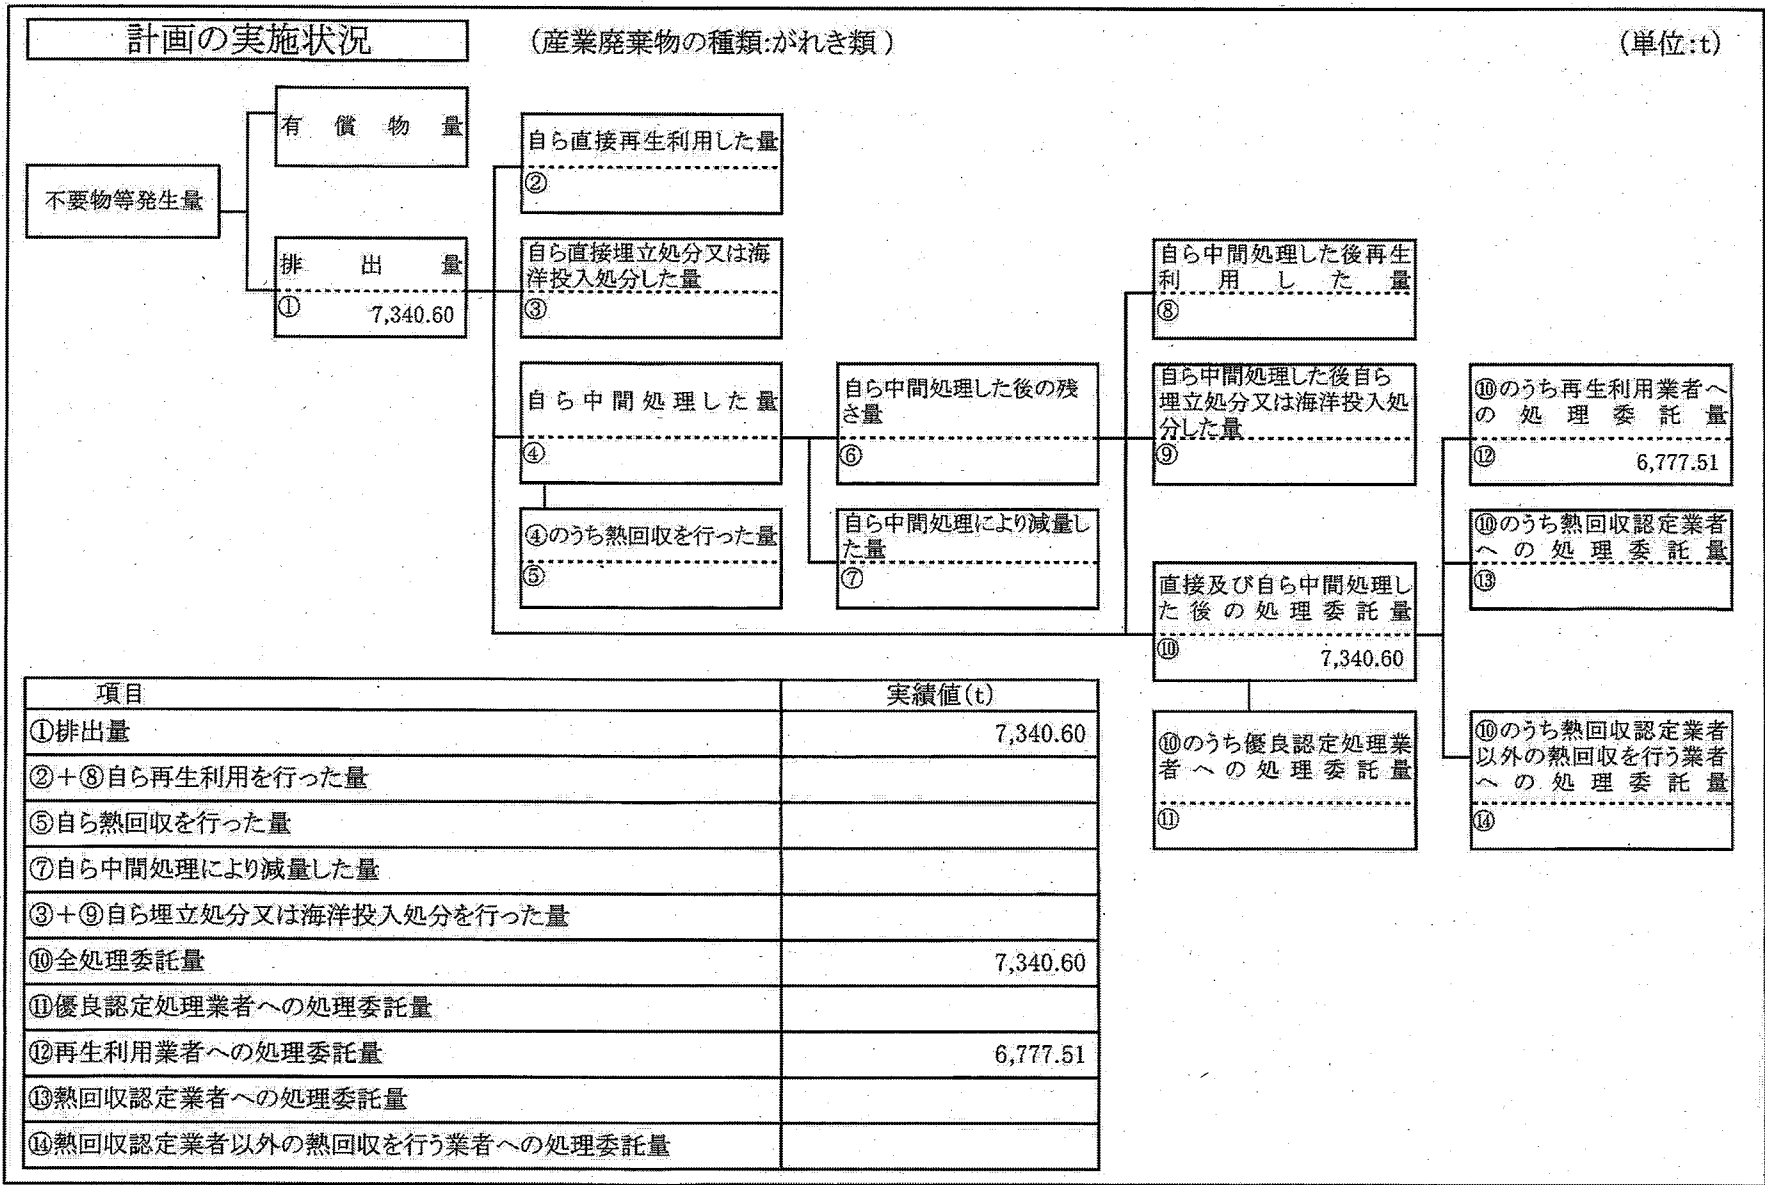 計画の実施状況
(産業廃棄物の種類:がれき類)
(単位:t)
不要物等発生量
有償物量
排出量
① 7,340.60
自ら直接再生利用した量
②
自ら直接埋立処分又は海
洋投入処分した量
③
自ら中間処理した量
④
④のうち熱回収を行った量
⑤
自ら中間処理した後の残
さ量
⑥
自ら中間処理により減量し
た量
⑦
自ら中間処理した後再生
利用した量
⑧
自ら中間処理した後自ら
埋立処分又は海洋投入処
分した量
⑨
直接及び自ら中間処理し
た後の処理委託量
⑩ 7,340.60
⑩のうち優良認定処理業
者への処理委託量
⑪
⑩のうち再生利用業者へ
の処理委託量
⑫ 6,777.51
⑩のうち熱回収認定業者
への処理委託量
⑬
⑩のうち熱回収認定業者
以外の熱回収を行う業者
への処理委託量
⑭
項目 実績値(t)
①排出量 7,340.60
②+⑧自ら再生利用を行った量
⑤自ら熱回収を行った量
⑦自ら中間処理により減量した量
③+⑨自ら埋立処分又は海洋投入処分を行った量
⑩全処理委託量 7,340.60
⑪優良認定処理業者への処理委託量
⑫再生利用業者への処理委託量 6,777.51
⑬熱回収認定業者への処理委託量
⑭熱回収認定業者以外の熱回収を行う業者への処理委託量